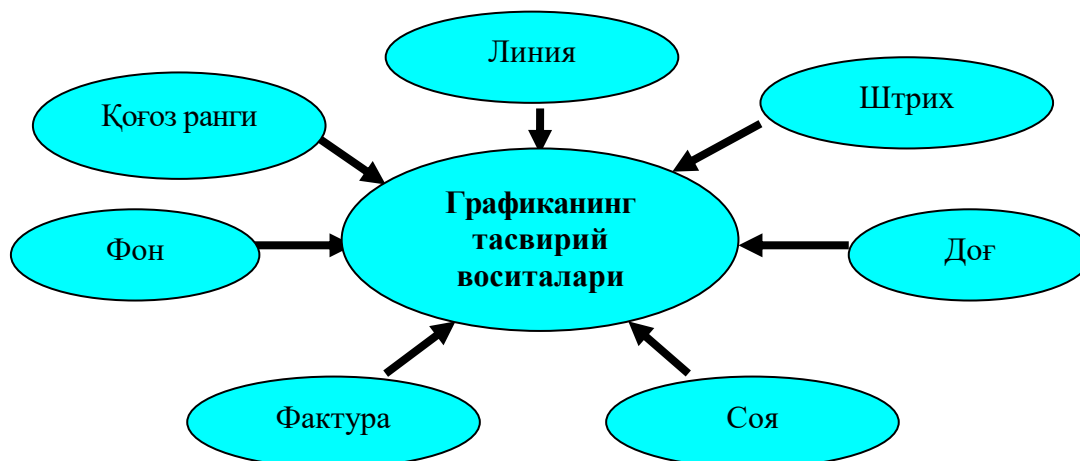 Линия
Штрих
Қоғоз ранги
Графиканинг
тасвирий
воситалари
Фон
Доғ
Фактура
Соя